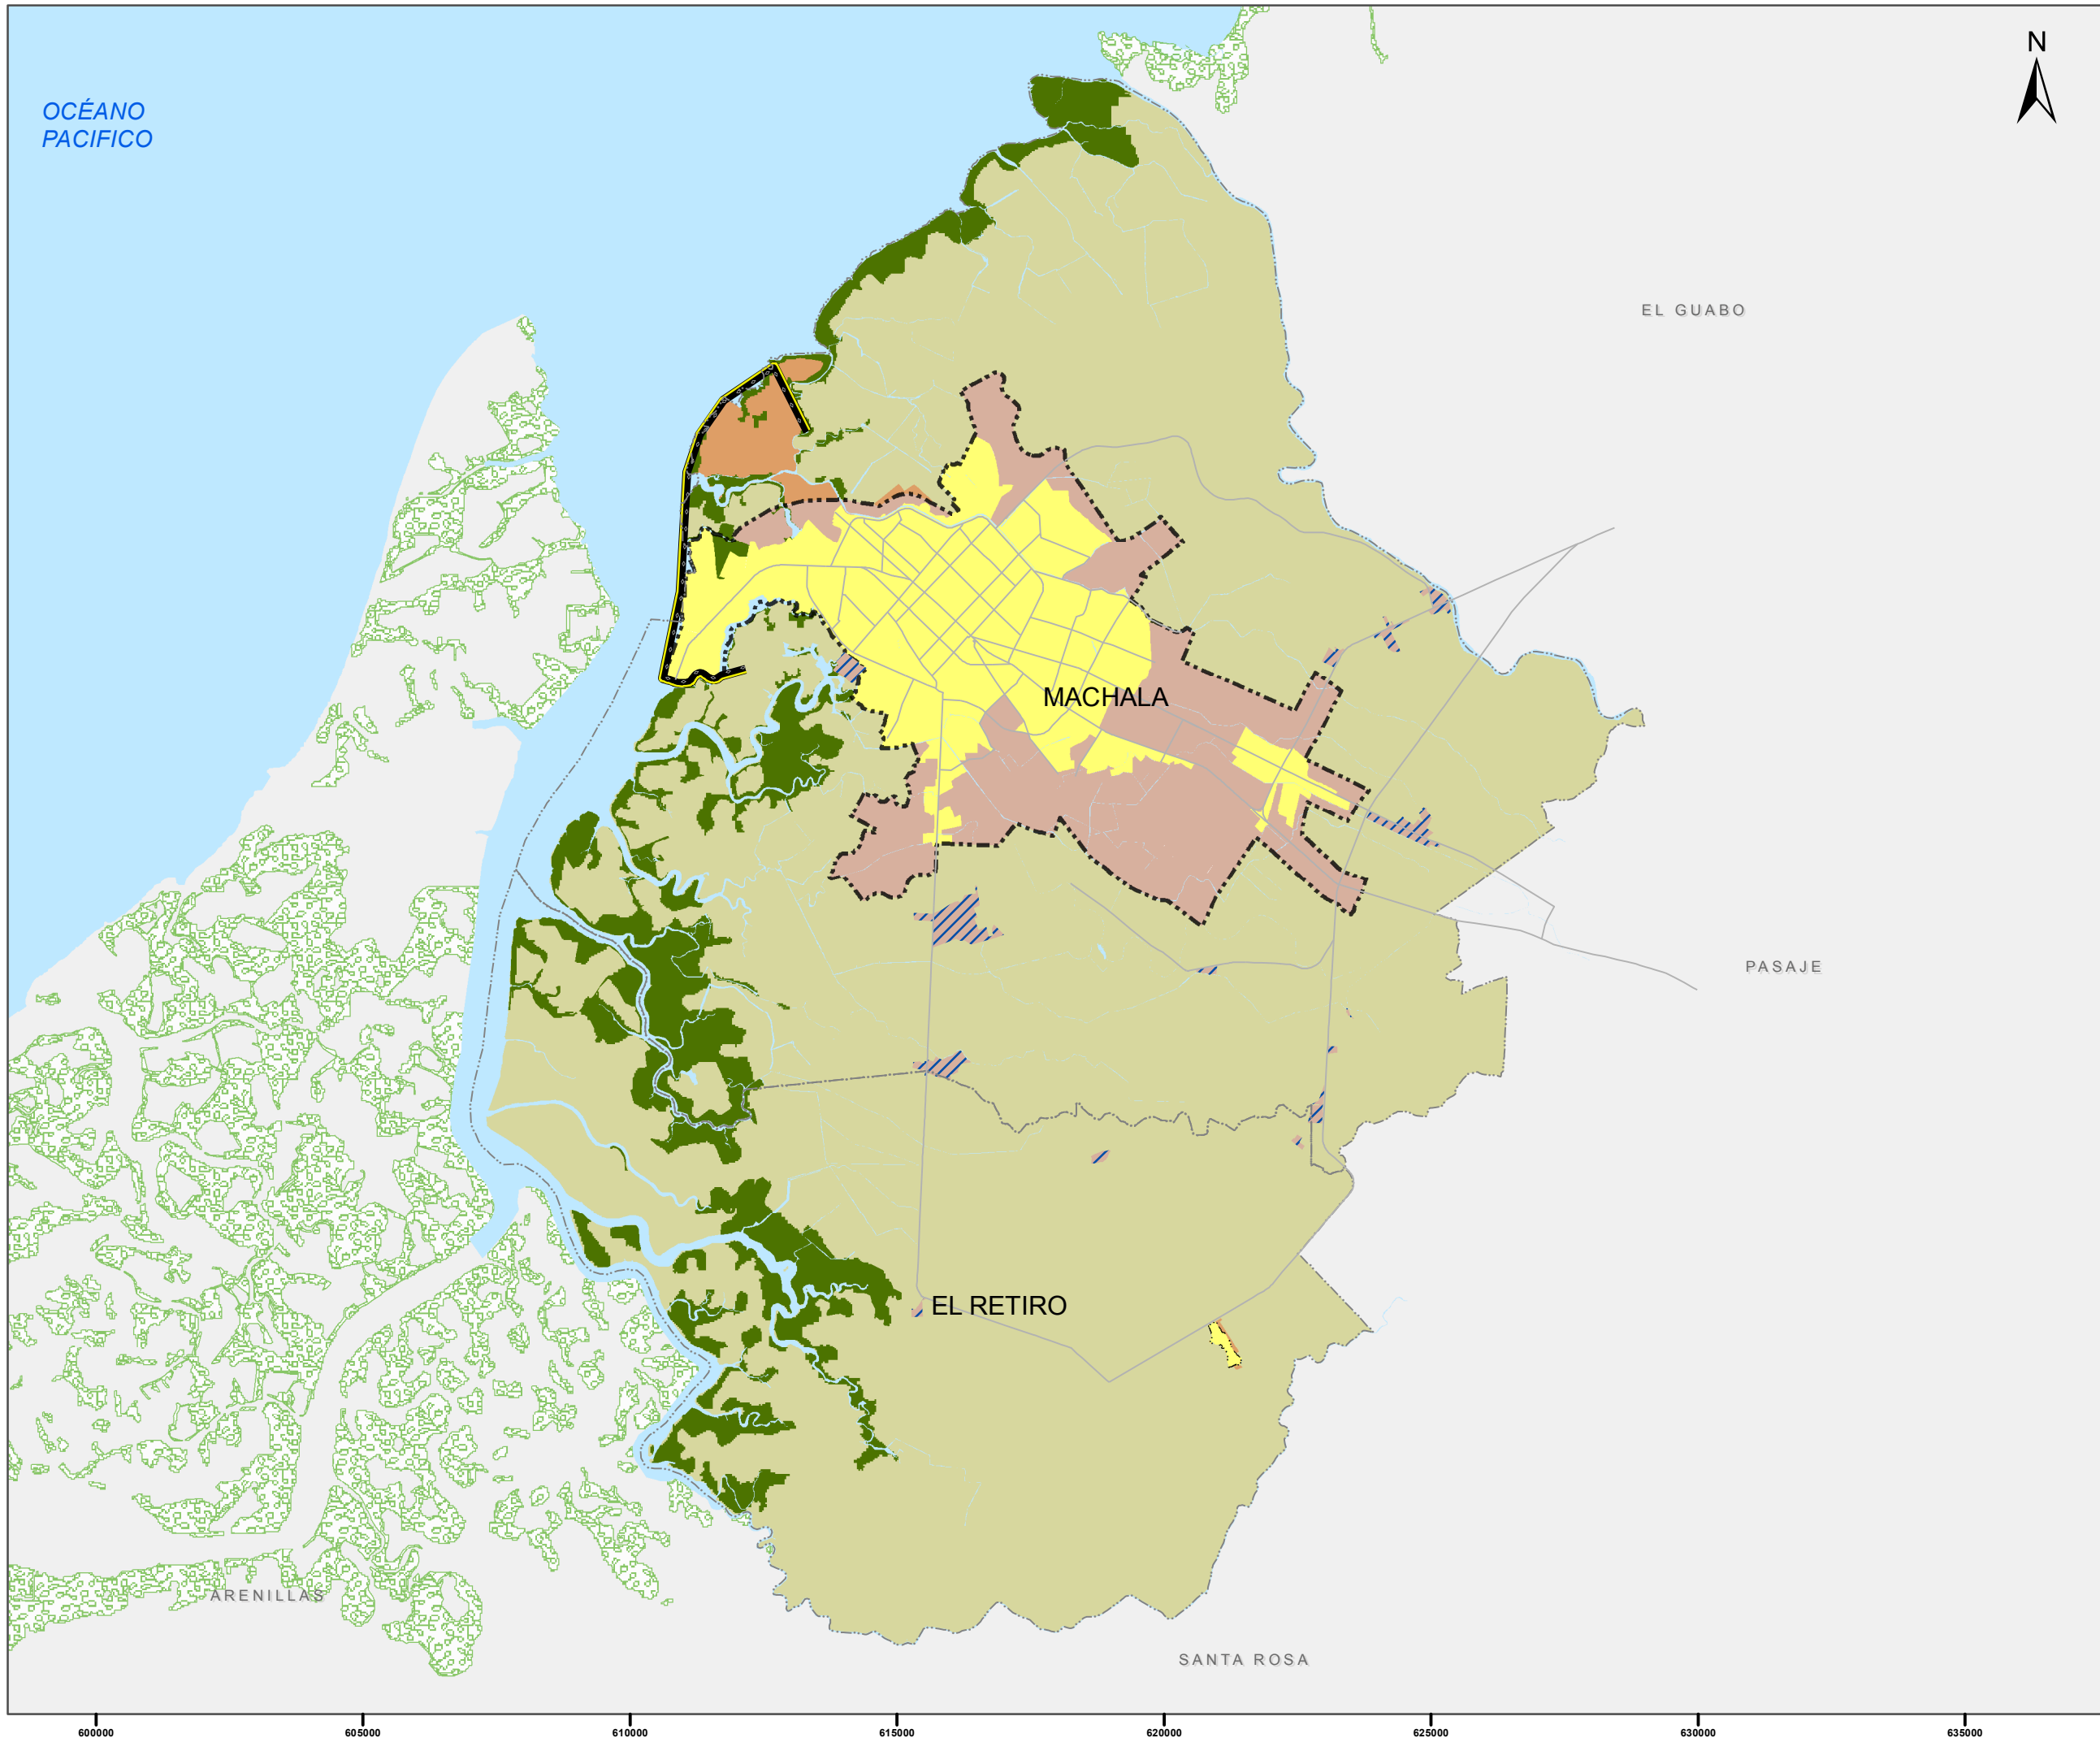 N
OCÉANO
PACIFICO
EL GUABO
MACHALA
PASAJE
EL RETIRO
ARENILLAS
SANTA ROSA
600000 605000 610000 615000 620000 625000 630000 635000